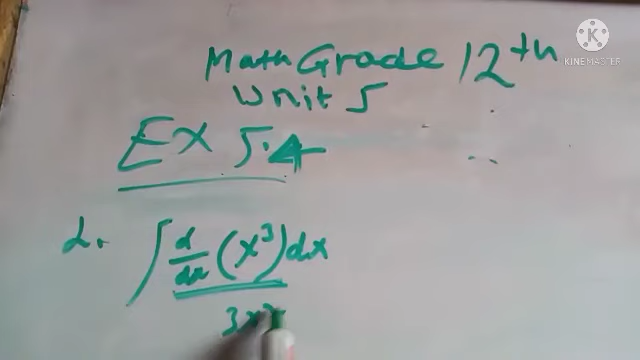 Math Grade 12th
Unit 5
Ex 5.4
d. ∫ d/dx (x³) dx
3x²
KINEMASTER